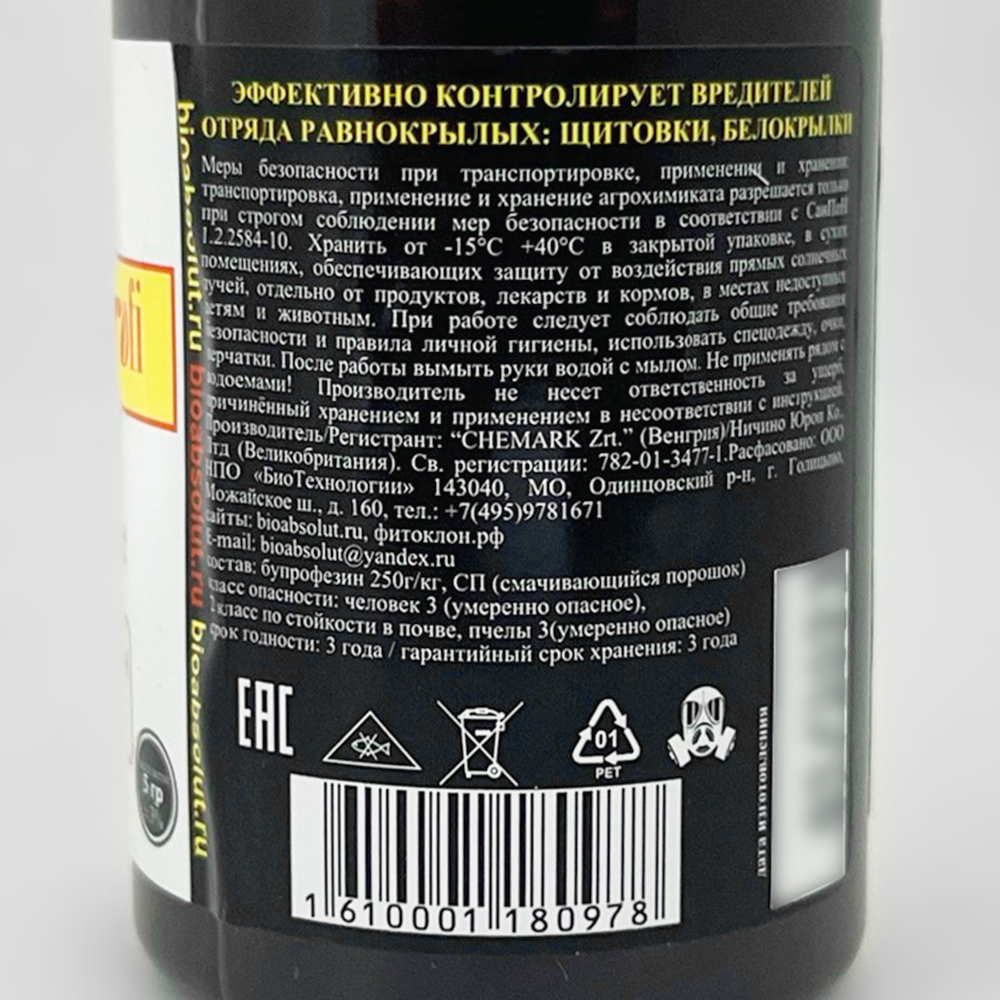 ЭФФЕКТИВНО КОНТРОЛИРУЕТ ВРЕДИТЕЛЕЙ
ОТРЯДА РАВНОКРЫЛЫХ: ЩИТОВКИ, БЕЛОКРЫЛКИ
Меры безопасности при транспортировке, применении и хранении:
транспортировка, применение и хранение агрохимиката разрешается только
при строгом соблюдении мер безопасности в соответствии с СанПиН
1.2.2584-10. Хранить от -15°C +40°C в закрытой упаковке, в сухих
помещениях, обеспечивающих защиту от воздействия прямых солнечных
лучей, отдельно от продуктов, лекарств и кормов, в местах недоступных
детям и животным. При работе следует соблюдать общие требования
безопасности и правила личной гигиены, использовать спецодежду, очки,
перчатки. После работы вымыть руки водой с мылом. Не применять рядом с
водоемами! Производитель не несет ответственность за ущерб,
причинённый хранением и применением в несоответствии с инструкцией.
Производитель/Регистрант: “CHEMARK Zrt.” (Венгрия)/Ничино Юроп Ко.,
Лтд (Великобритания). Св. регистрации: 782-01-3477-1.Расфасовано: ООО
НПО «БиоТехнологии» 143040, МО, Одинцовский р-н, г. Голицыно,
Можайское ш., д. 160, тел.: +7(495)9781671
сайты: bioabsolut.ru, фитоклон.рф
E-mail: bioabsolut@yandex.ru
состав: бупрофезин 250г/кг, СП (смачивающийся порошок)
класс опасности: человек 3 (умеренно опасное),
класс по стойкости в почве, пчелы 3(умеренно опасное)
срок годности: 3 года / гарантийный срок хранения: 3 года
EAC
01
PET
1 610001 180978
дата изготовления
bioabsolut.ru bioabsolut.ru bioabsolut.ru
rofi
5 гр